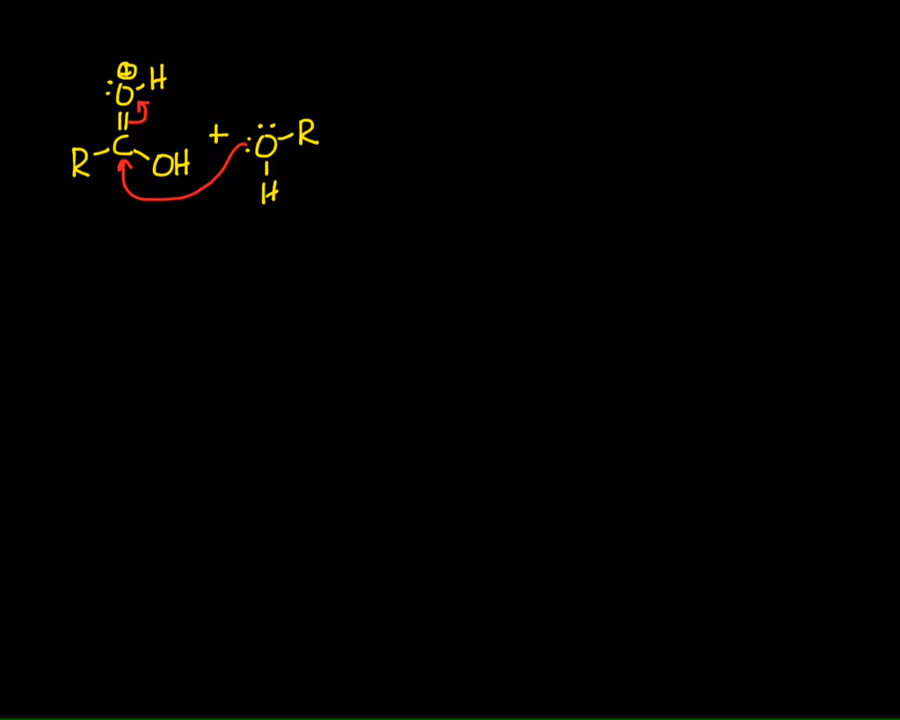 ⊕
:O-H
||
R-C-OH + :Ö-R
|
H